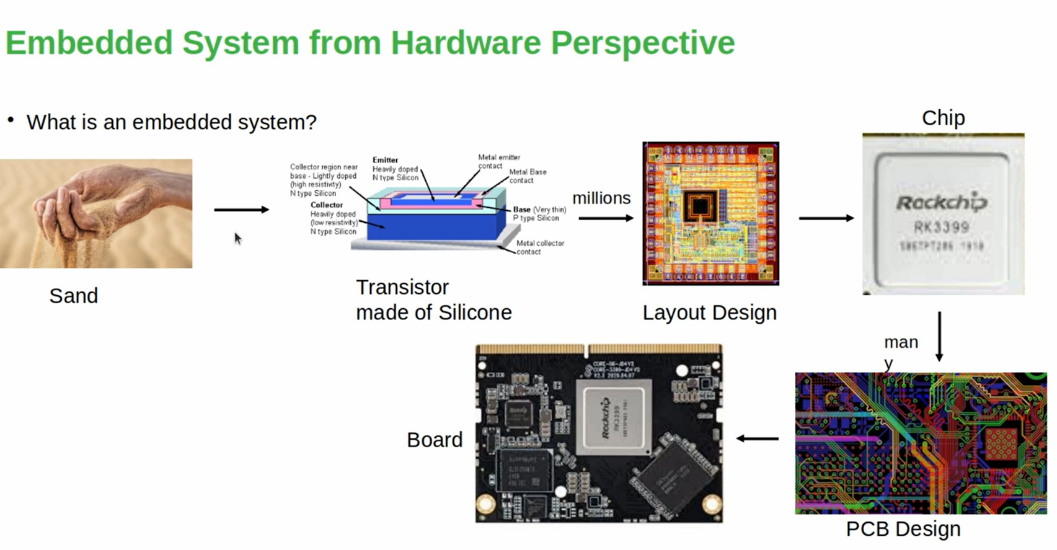 Embedded System from Hardware Perspective
• What is an embedded system?
Sand
Collector region near
base - Lightly doped
(high resistivity)
N type Silicon
Collector
Heavily doped
(low resistivity)
N type Silicon
Emitter
Heavily doped
N type Silicon
Metal emitter
contact
Metal Base
contact
Base (Very thin)
P type Silicon
Metal collector
contact
Transistor
made of Silicone
millions
Layout Design
Chip
Rockchip
RK3399
man
y
PCB Design
Board
Rockchip
RK3399